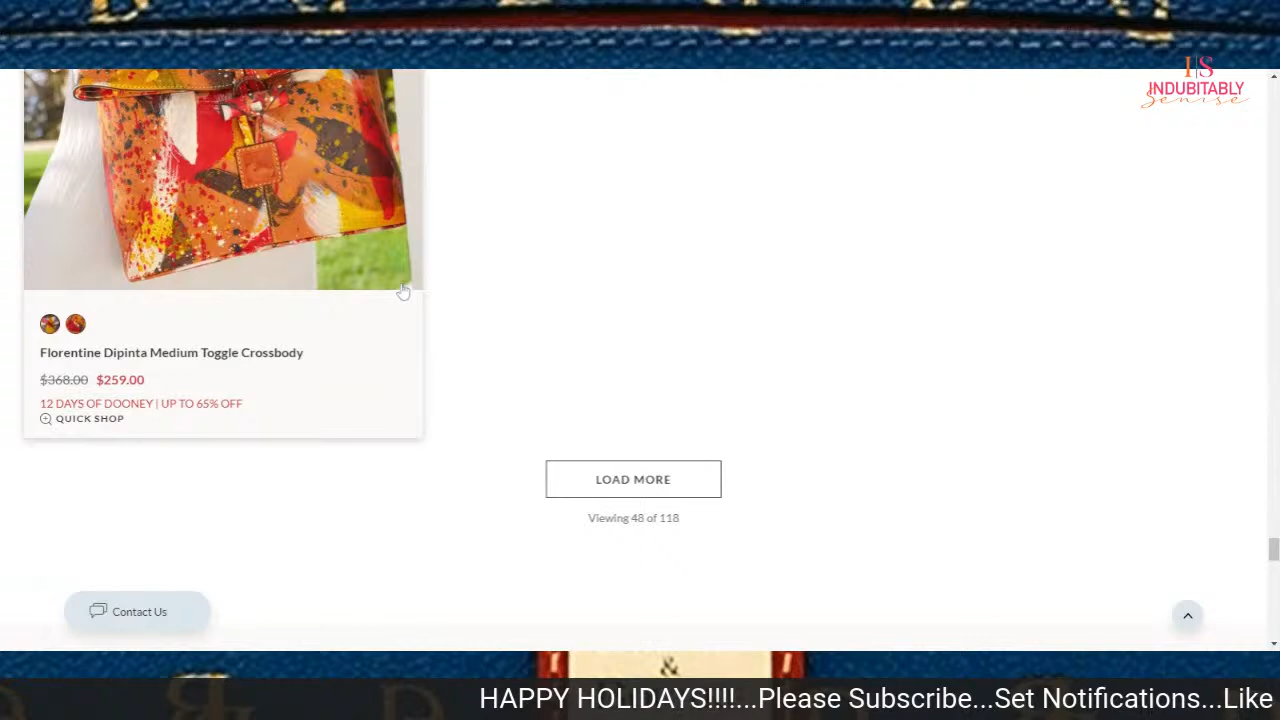 I|S
INDUBITABLY
Senise
Florentine Dipinta Medium Toggle Crossbody
$368.00 $259.00
12 DAYS OF DOONEY | UP TO 65% OFF
QUICK SHOP
LOAD MORE
Viewing 48 of 118
Contact Us
&
HAPPY HOLIDAYS!!!!...Please Subscribe...Set Notifications...Like